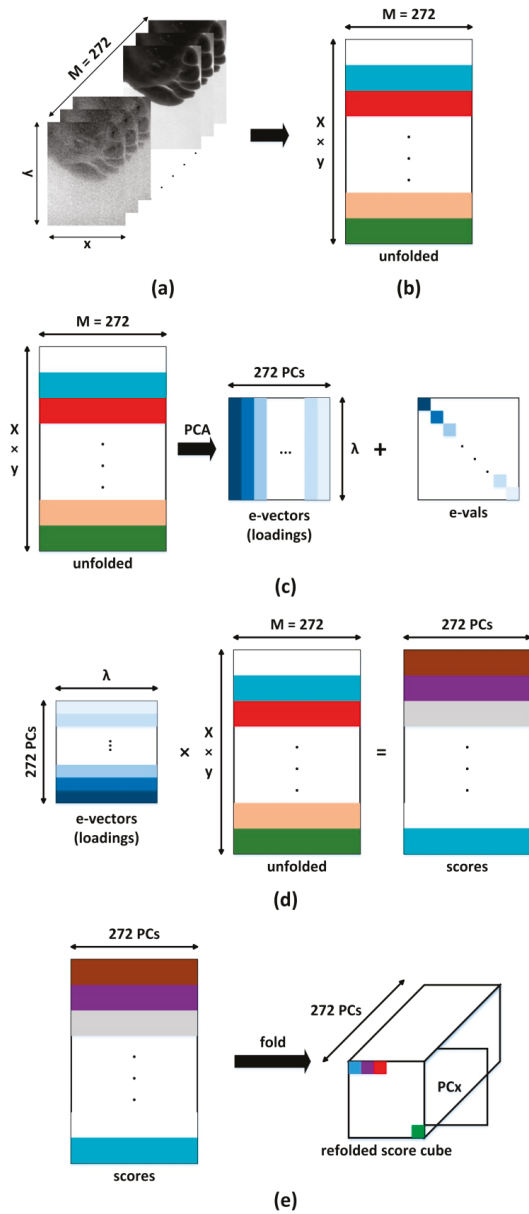 M = 272
y
x
(a)
M = 272
X
×
y
unfolded
(b)
M = 272
X
×
y
unfolded
PCA
272 PCs
...
λ
e-vectors
(loadings)
+
e-vals
(c)
λ
272 PCs
e-vectors
(loadings)
×
M = 272
X
×
y
unfolded
=
272 PCs
scores
(d)
272 PCs
scores
fold
272 PCs
PCx
refolded score cube
(e)